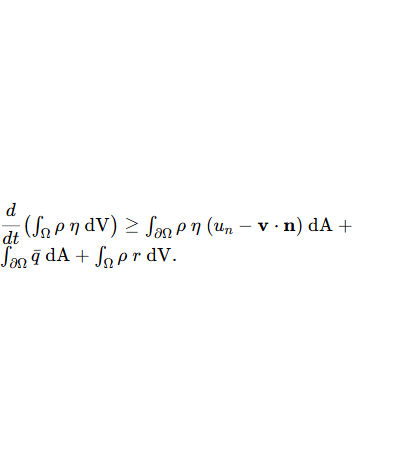 d/dt (∫_Ω ρ η dV) ≥ ∫_∂Ω ρ η (u_n − **v** · **n**) dA +
∫_∂Ω q̄ dA + ∫_Ω ρ r dV.